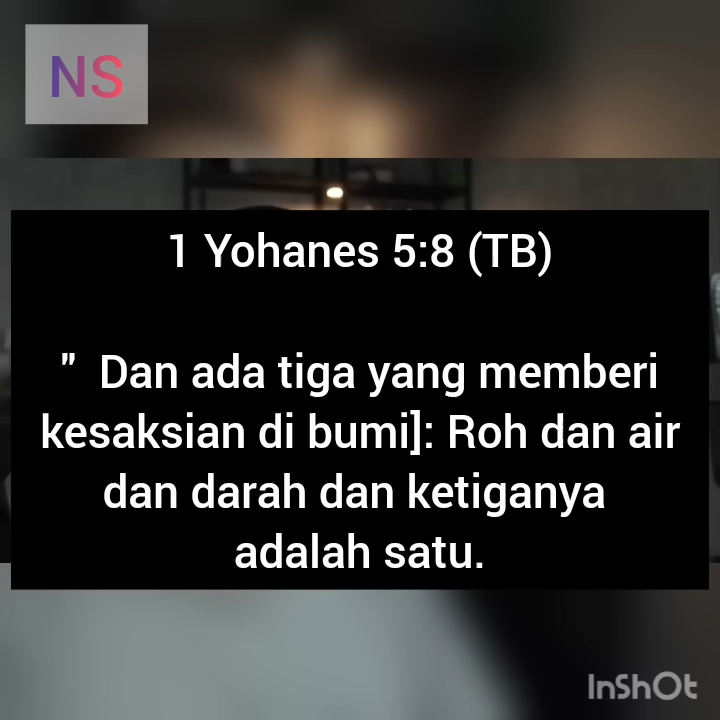 NS
1 Yohanes 5:8 (TB)
" Dan ada tiga yang memberi
kesaksian di bumi]: Roh dan air
dan darah dan ketiganya
adalah satu.
InShOt